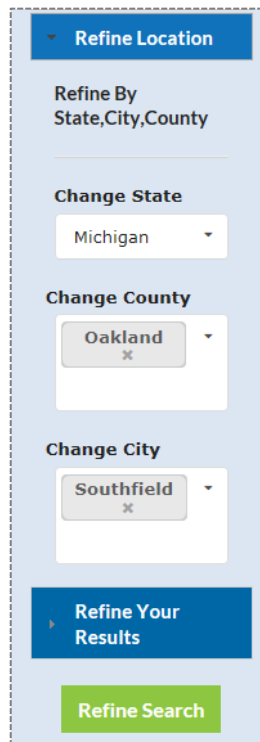 Refine Location
Refine By
State,City,County
Change State
Michigan
Change County
Oakland
×
Change City
Southfield
×
Refine Your
Results
Refine Search